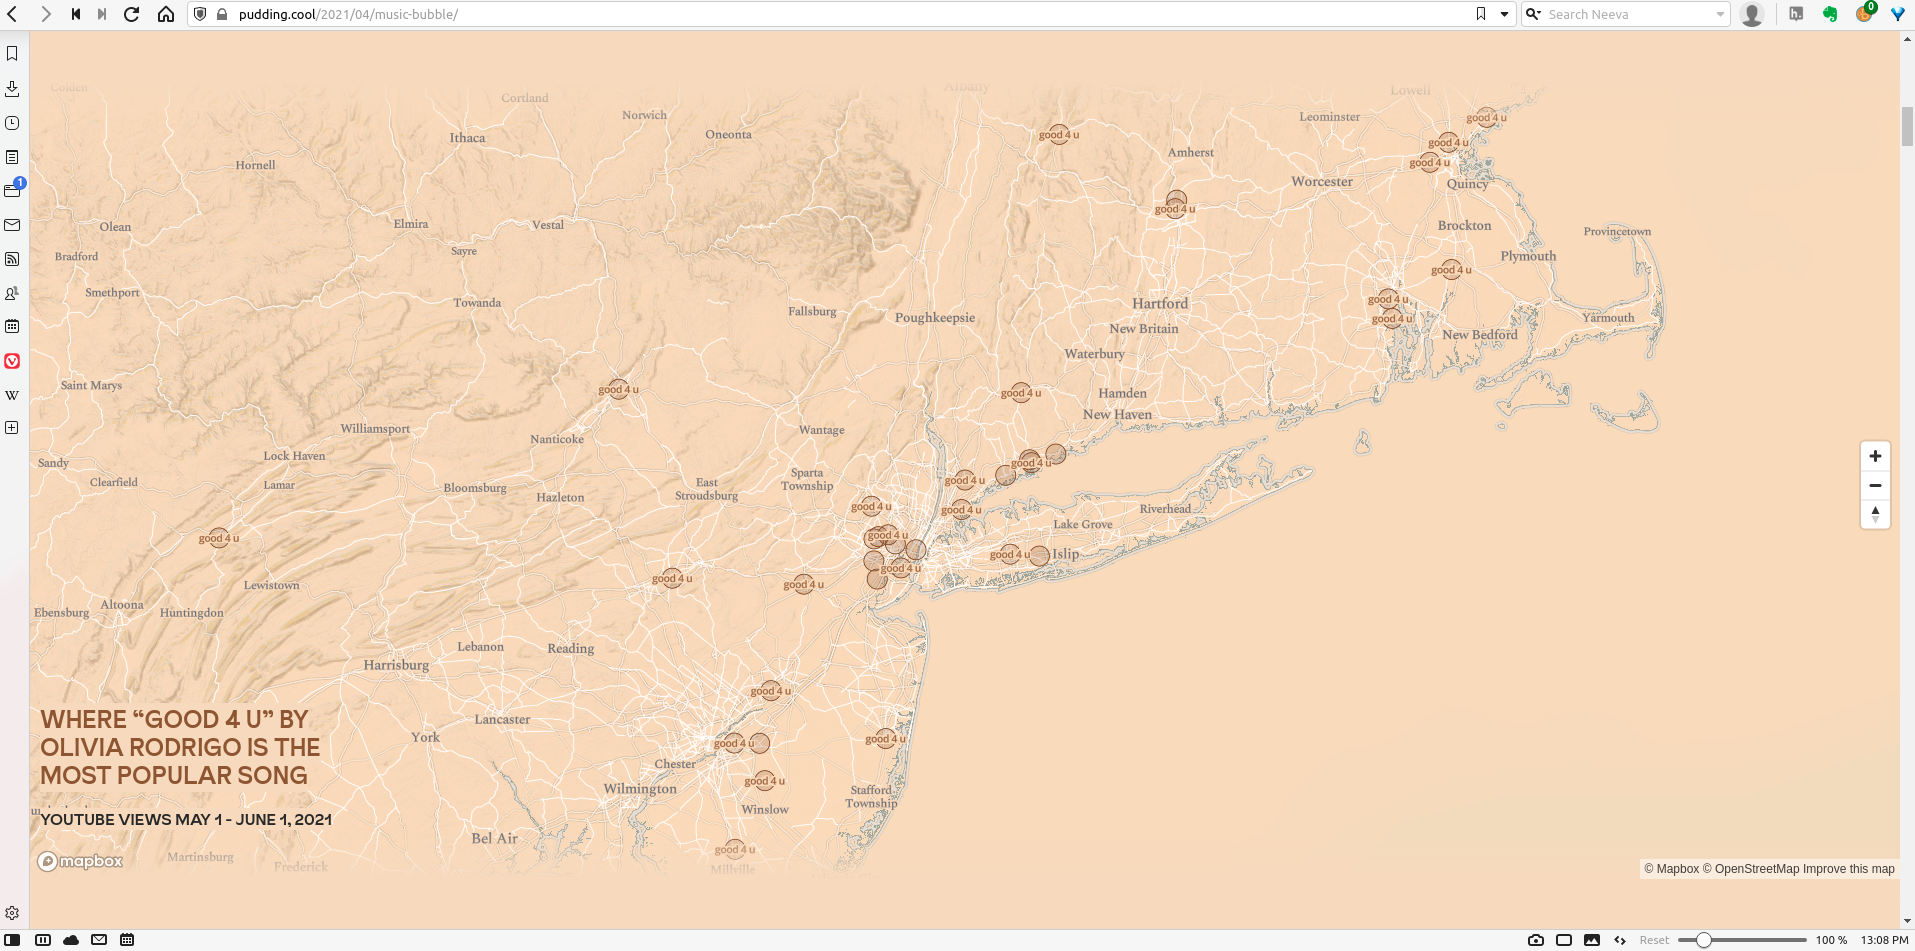 pudding.cool/2021/04/music-bubble/
Search Neeva
0
1
Colden
Cortland
Albany
Lowell
Norwich
Leominster
good 4 u
Ithaca
Oneonta
good 4 u
good 4 u
Amherst
good 4 u
Hornell
Worcester
Quincy
good 4 u
Olean
Elmira
Vestal
Brockton
Provincetown
Bradford
Sayre
Plymouth
good 4 u
Smethport
Towanda
Hartford
good 4 u
Fallsburg
Poughkeepsie
good 4 u
Yarmouth
New Britain
New Bedford
Waterbury
Saint Marys
good 4 u
good 4 u
Hamden
New Haven
Williamsport
Nanticoke
Wantage
Sandy
Lock Haven
good 4 u
Clearfield
Lamar
Bloomsburg
Hazleton
East
Stroudsburg
Sparta
Township
good 4 u
good 4 u
good 4 u
Riverhead
Lake Grove
good 4 u
good 4 u
good 4 u
Islip
good 4 u
Lewistown
good 4 u
good 4 u
Ebensburg
Altoona
Huntingdon
Lebanon
Reading
Harrisburg
good 4 u
WHERE “GOOD 4 U” BY
OLIVIA RODRIGO IS THE
MOST POPULAR SONG
Lancaster
York
good 4 u
good 4 u
Chester
good 4 u
Wilmington
Stafford
Township
Winslow
YOUTUBE VIEWS MAY 1 - JUNE 1, 2021
Bel Air
good 4 u
mapbox
Martinsburg
Frederick
Millville
© Mapbox © OpenStreetMap Improve this map
Reset
100 %
13:08 PM